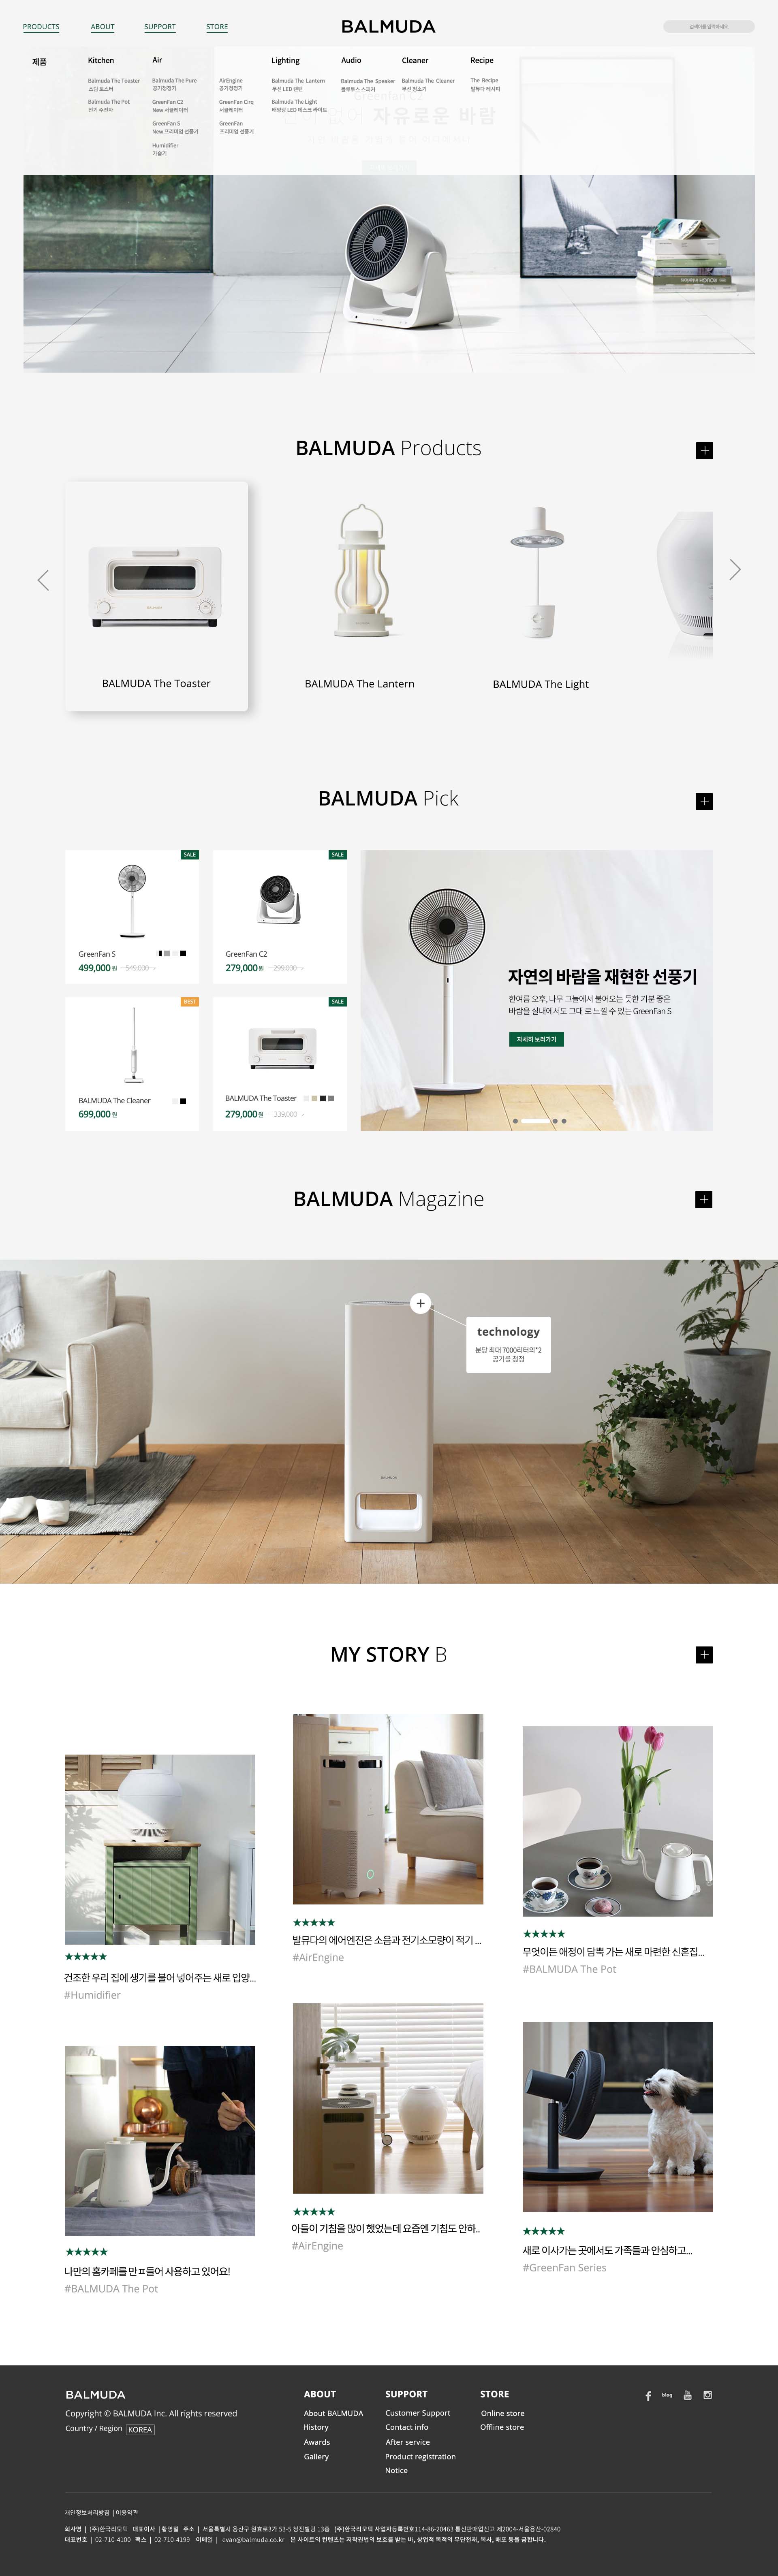 PRODUCTS
ABOUT
SUPPORT
STORE
BALMUDA
검색어를 입력하세요.
제품
Kitchen
Balmuda The Toaster
스팀 토스터
Balmuda The Pot
전기 주전자
Air
Balmuda The Pure
공기청정기
GreenFan C2
New 서큘레이터
GreenFan S
New 프리미엄 선풍기
Humidifier
가습기
AirEngine
공기청정기
GreenFan Cirq
서큘레이터
GreenFan
프리미엄 선풍기
Lighting
Balmuda The Lantern
무선 LED 랜턴
Balmuda The Light
태양광 LED 데스크 라이트
Audio
Balmuda The Speaker
블루투스 스피커
Cleaner
Balmuda The Cleaner
무선 청소기
Recipe
The Recipe
발뮤다 레시피
GreenFan C2
자유로운 바람
BALMUDA Products
+
BALMUDA The Toaster
BALMUDA The Lantern
BALMUDA The Light
BALMUDA Pick
+
SALE
GreenFan S
499,000원 549,000
SALE
GreenFan C2
279,000원 299,000
BEST
BALMUDA The Cleaner
699,000원
SALE
BALMUDA The Toaster
279,000원 339,000
자연의 바람을 재현한 선풍기
한여름 오후, 나무 그늘에서 불어오는 듯한 기분 좋은
바람을 실내에서도 그대 로 느낄 수 있는 GreenFan S
자세히 보러가기
BALMUDA Magazine
+
+
technology
분당 최대 7000리터의*2
공기를 청정
BALMUDA
MY STORY B
+
★★★★★
건조한 우리 집에 생기를 불어 넣어주는 새로 입양...
#Humidifier
★★★★★
발뮤다의 에어엔진은 소음과 전기소모량이 적기 ...
#AirEngine
★★★★★
무엇이든 애정이 담뿍 가는 새로 마련한 신혼집...
#BALMUDA The Pot
★★★★★
나만의 홈카페를 만ㅍ들어 사용하고 있어요!
#BALMUDA The Pot
★★★★★
아들이 기침을 많이 했었는데 요즘엔 기침도 안하..
#AirEngine
★★★★★
새로 이사가는 곳에서도 가족들과 안심하고...
#GreenFan Series
BALMUDA
Copyright © BALMUDA Inc. All rights reserved
Country / Region KOREA
ABOUT
About BALMUDA
History
Awards
Gallery
SUPPORT
Customer Support
Contact info
After service
Product registration
Notice
STORE
Online store
Offline store
blog
개인정보처리방침 | 이용약관
회사명 | (주)한국리모텍 대표이사 | 황영철 주소 | 서울특별시 용산구 원효로3가 53-5 정진빌딩 13층 (주)한국리모텍 사업자등록번호114-86-20463 통신판매업신고 제2004-서울용산-02840
대표번호 | 02-710-4100 팩스 | 02-710-4199 이메일 | evan@balmuda.co.kr 본 사이트의 컨텐츠는 저작권법의 보호를 받는 바, 상업적 목적의 무단전재, 복사, 배포 등을 금합니다.